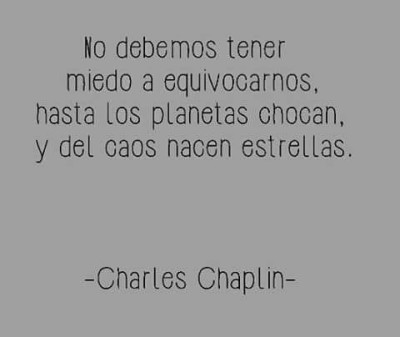 No debemos tener
miedo a equivocarnos,
hasta los planetas chocan,
y del caos nacen estrellas.
-Charles Chaplin-